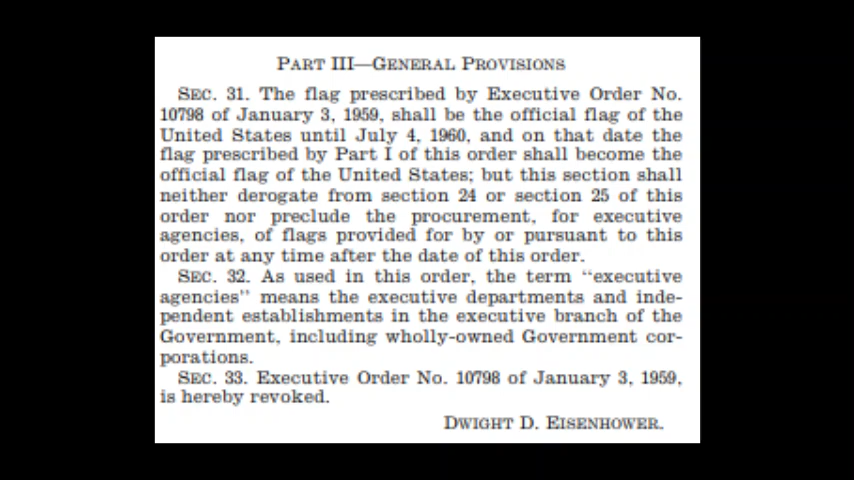 PART III—GENERAL PROVISIONS
SEC. 31. The flag prescribed by Executive Order No.
10798 of January 3, 1959, shall be the official flag of the
United States until July 4, 1960, and on that date the
flag prescribed by Part I of this order shall become the
official flag of the United States; but this section shall
neither derogate from section 24 or section 25 of this
order nor preclude the procurement, for executive
agencies, of flags provided for by or pursuant to this
order at any time after the date of this order.
SEC. 32. As used in this order, the term “executive
agencies” means the executive departments and inde-
pendent establishments in the executive branch of the
Government, including wholly-owned Government cor-
porations.
SEC. 33. Executive Order No. 10798 of January 3, 1959,
is hereby revoked.
DWIGHT D. EISENHOWER.